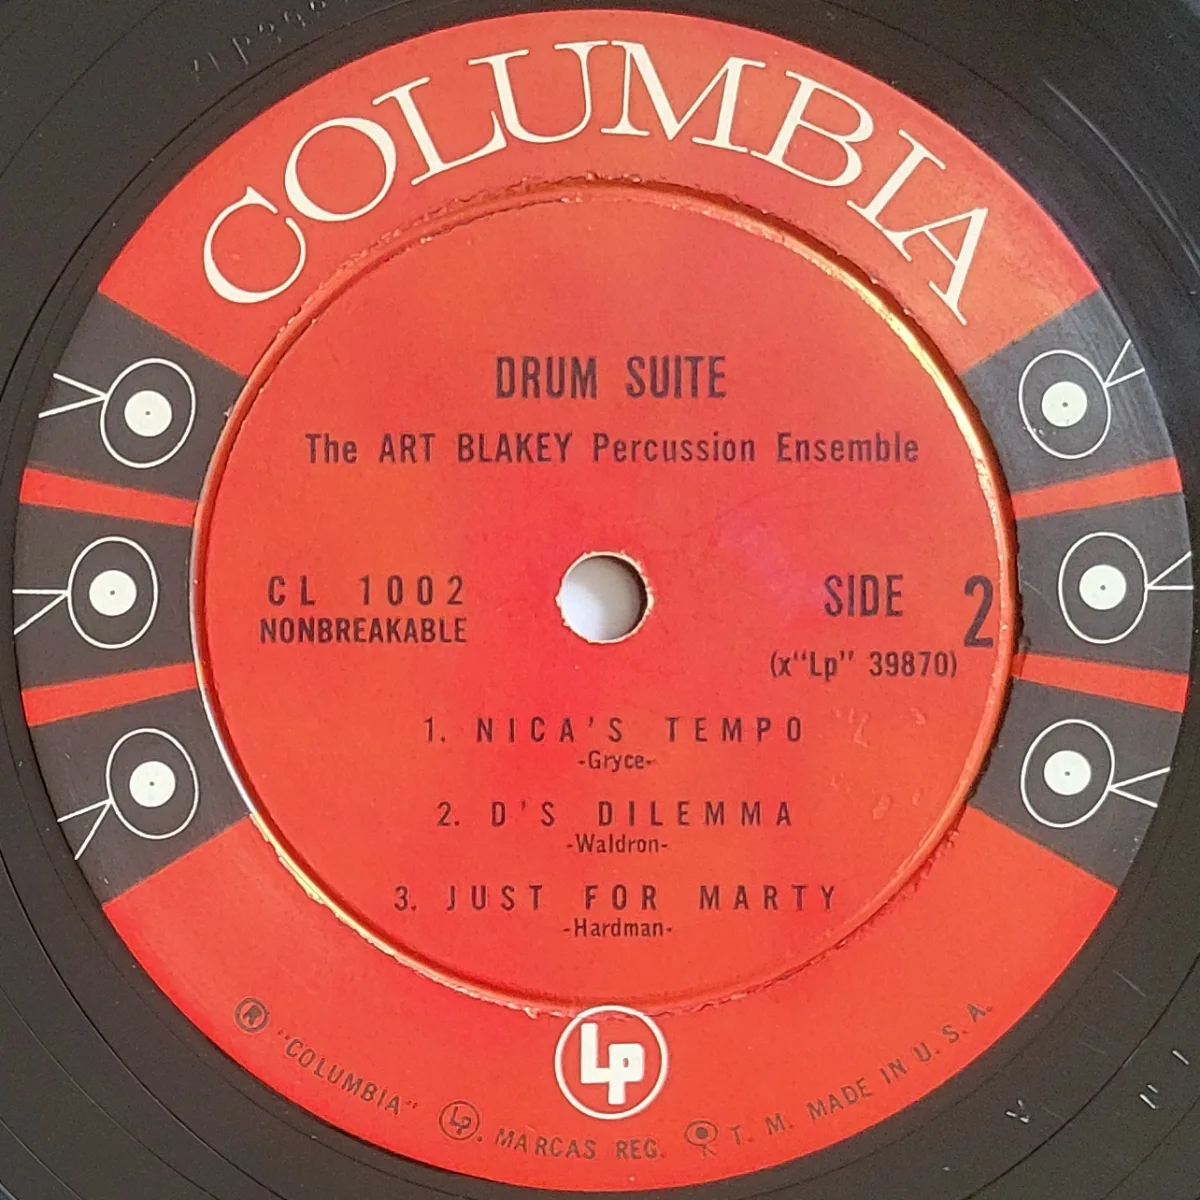 COLUMBIA
DRUM SUITE
The ART BLAKEY Percussion Ensemble
CL 1002
NONBREAKABLE
SIDE 2
(x“Lp” 39870)
1. NICA'S TEMPO
-Gryce-
2. D'S DILEMMA
-Waldron-
3. JUST FOR MARTY
-Hardman-
Lp
® “COLUMBIA” Lp. MARCAS REG. T. M. MADE IN U. S. A.